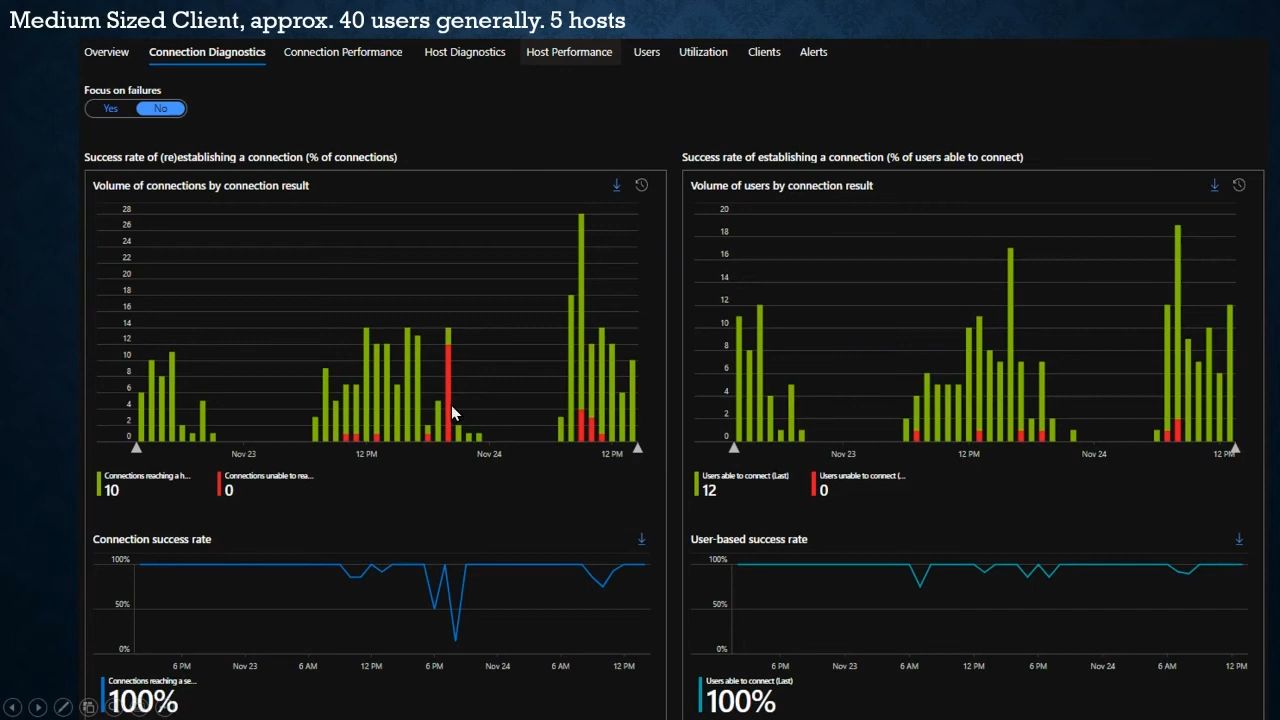 Medium Sized Client, approx. 40 users generally. 5 hosts
Overview Connection Diagnostics Connection Performance Host Diagnostics Host Performance Users Utilization Clients Alerts
Focus on failures
Yes No
Success rate of (re)establishing a connection (% of connections)
Volume of connections by connection result
28
26
24
22
20
18
16
14
12
10
8
6
4
2
0
Nov 23 12 PM Nov 24 12 PM
Connections reaching a h... Connections unable to rea...
10 0
Connection success rate
100%
50%
0%
6 PM Nov 23 6 AM 12 PM 6 PM Nov 24 6 AM 12 PM
Connections reaching a se...
100%
Success rate of establishing a connection (% of users able to connect)
Volume of users by connection result
20
18
16
14
12
10
8
6
4
2
0
Nov 23 12 PM Nov 24 12 PM
Users able to connect (Last) Users unable to connect (...
12 0
User-based success rate
100%
50%
0%
6 PM Nov 23 6 AM 12 PM 6 PM Nov 24 6 AM 12 PM
Users able to connect (Last)
100%